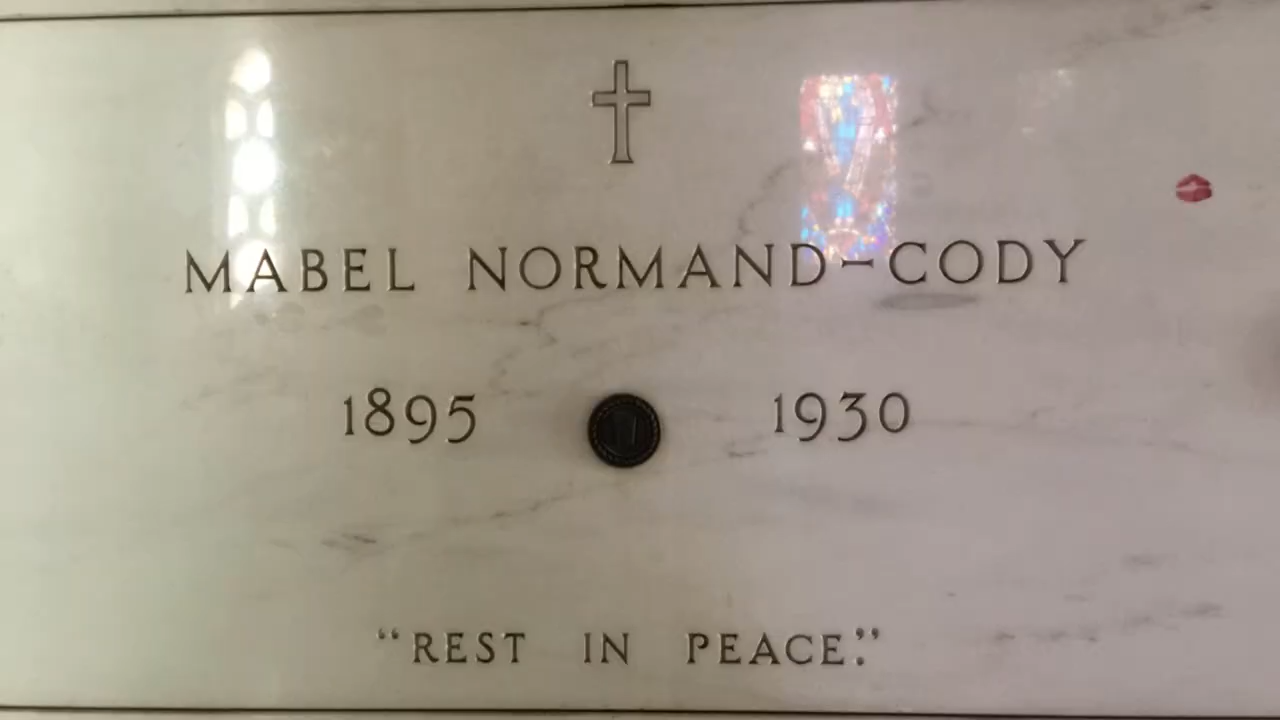 MABEL NORMAND-CODY
1895 1930
“REST IN PEACE.”